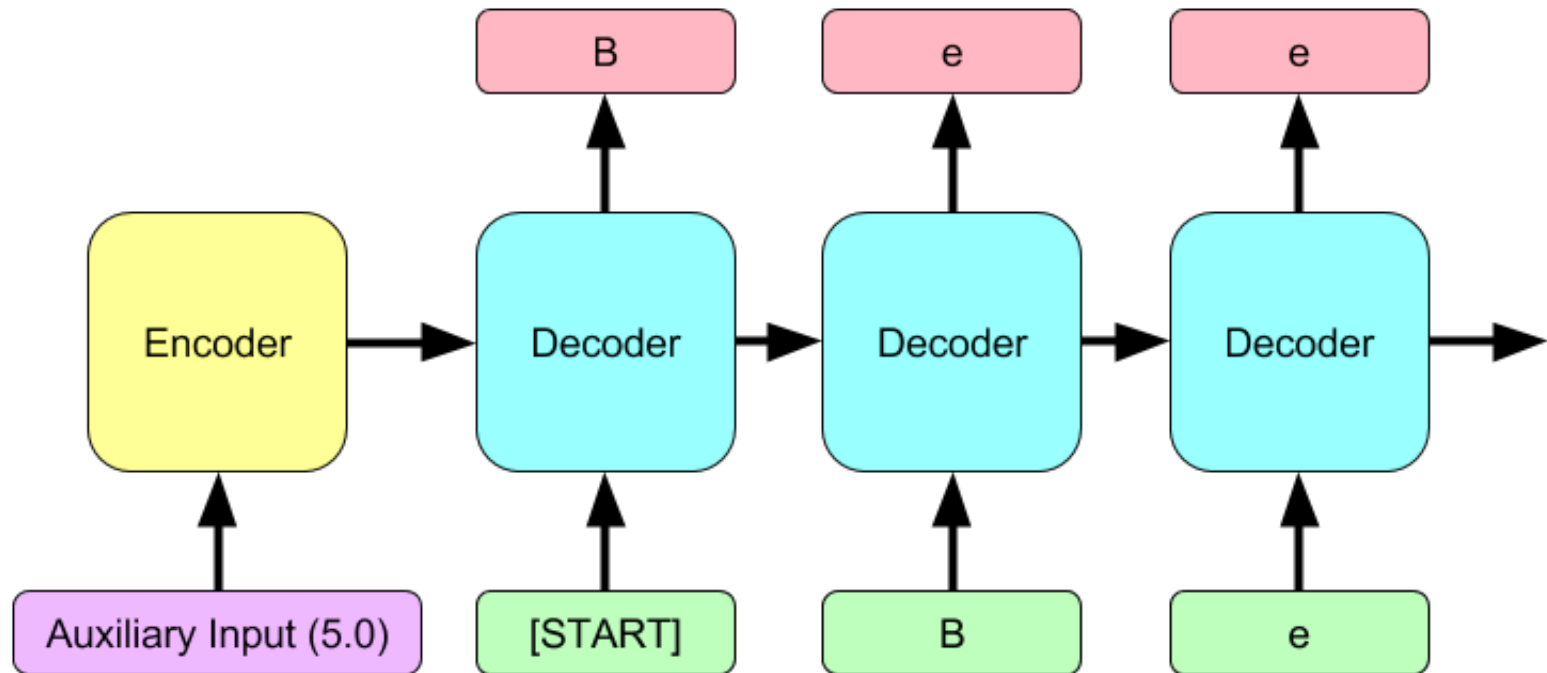 B
e
e
Encoder
Decoder
Decoder
Decoder
Auxiliary Input (5.0)
[START]
B
e